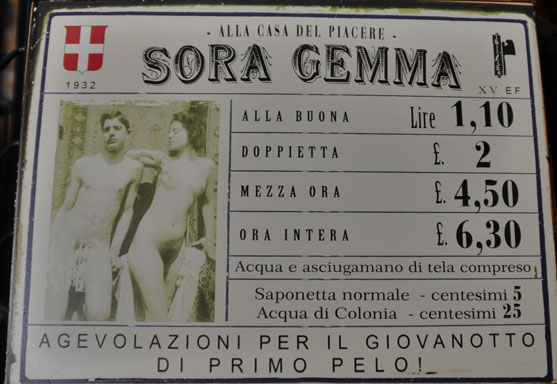 - ALLA CASA DEL PIACERE -
SORA GEMMA
1932
XV EF
ALLA BUONA Lire 1,10
DOPPIETTA £. 2
MEZZA ORA £. 4,50
ORA INTERA £. 6,30
Acqua e asciugamano di tela compreso
Saponetta normale - centesimi 5
Acqua di Colonia - centesimi 25
AGEVOLAZIONI PER IL GIOVANOTTO
DI PRIMO PELO!